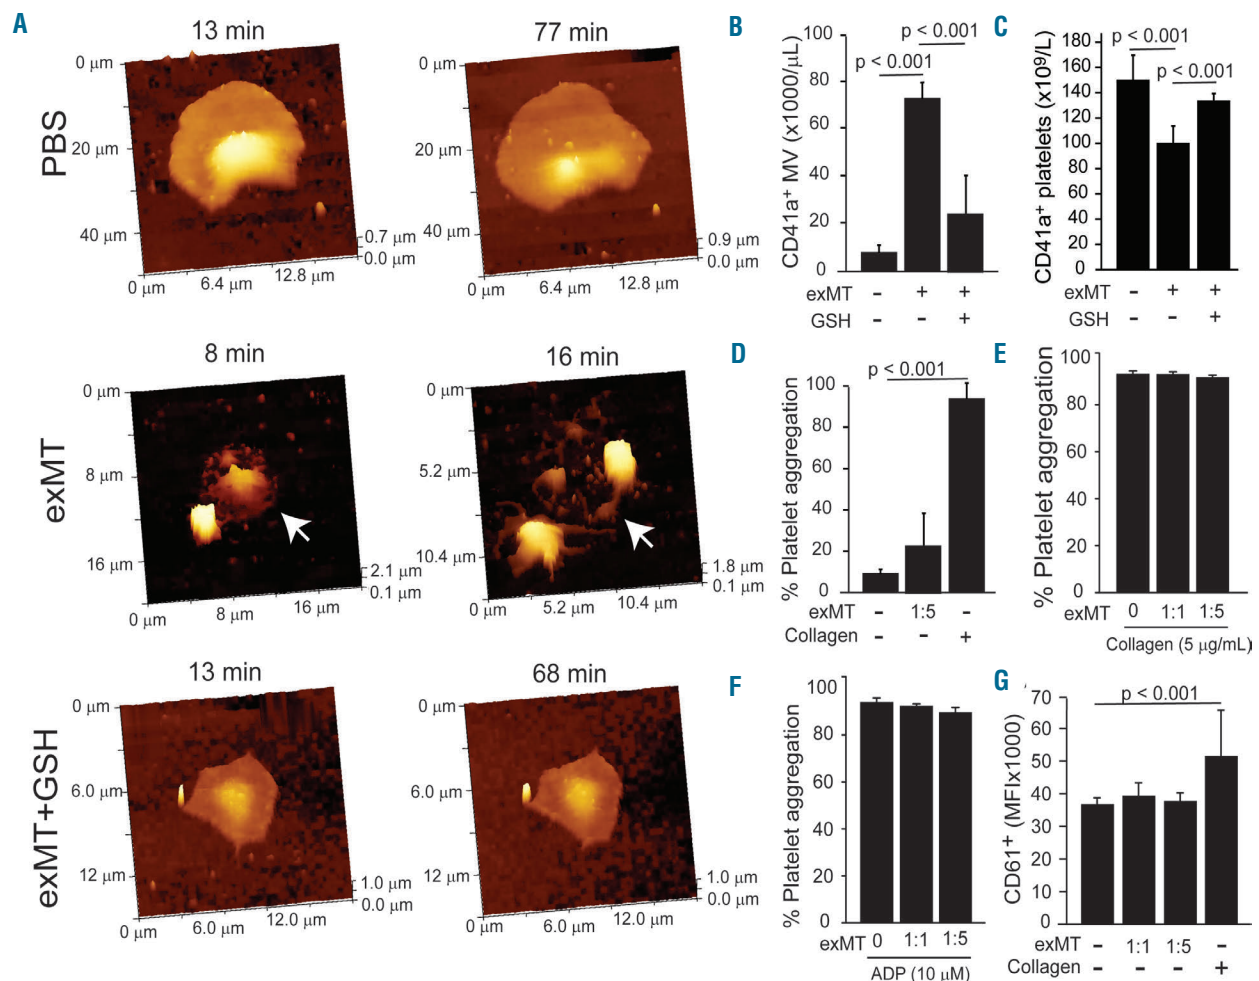 A
13 min
77 min
PBS
0 μm
20 μm
40 μm
0 μm
6.4 μm
12.8 μm
0.7 μm
0.0 μm
0 μm
20 μm
40 μm
0 μm
6.4 μm
12.8 μm
0.9 μm
0.0 μm
8 min
16 min
exMT
0 μm
8 μm
16 μm
0 μm
8 μm
16 μm
2.1 μm
0.1 μm
0 μm
5.2 μm
10.4 μm
0 μm
5.2 μm
10.4 μm
1.8 μm
0.1 μm
13 min
68 min
exMT+GSH
0 μm
6.0 μm
12 μm
0 μm
6.0 μm
12.0 μm
1.0 μm
0.0 μm
0 μm
6.0 μm
12 μm
0 μm
6.0 μm
12.0 μm
1.0 μm
0.0 μm
B
CD41a+ MV (x1000/μL)
p < 0.001
p < 0.001
100
80
60
40
20
0
exMT - + +
GSH - - +
C
CD41a+ platelets (x10⁹/L)
p < 0.001
p < 0.001
180
160
140
120
100
80
60
40
20
0
exMT - + +
GSH - - +
D
% Platelet aggregation
p < 0.001
100
80
60
40
20
0
exMT - 1:5 -
Collagen - - +
E
% Platelet aggregation
100
80
60
40
20
0
exMT 0 1:1 1:5
Collagen (5 μg/mL)
F
% Platelet aggregation
100
80
60
40
20
0
exMT 0 1:1 1:5
ADP (10 μM)
G
CD61+ (MFIx1000)
p < 0.001
70
60
50
40
30
20
10
0
exMT - 1:1 1:5 -
Collagen - - - +